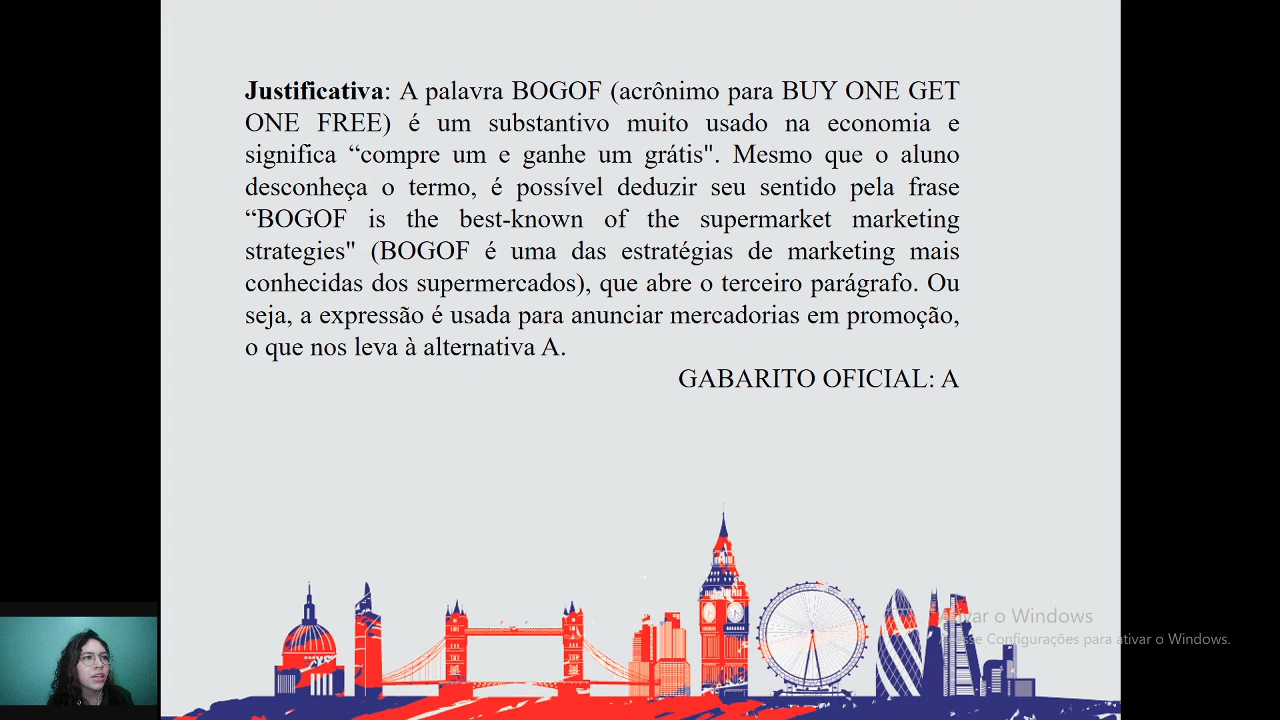 Justificativa: A palavra BOGOF (acrônimo para BUY ONE GET
ONE FREE) é um substantivo muito usado na economia e
significa “compre um e ganhe um grátis". Mesmo que o aluno
desconheça o termo, é possível deduzir seu sentido pela frase
“BOGOF is the best-known of the supermarket marketing
strategies" (BOGOF é uma das estratégias de marketing mais
conhecidas dos supermercados), que abre o terceiro parágrafo. Ou
seja, a expressão é usada para anunciar mercadorias em promoção,
o que nos leva à alternativa A.
GABARITO OFICIAL: A
Ativar o Windows
Acesse Configurações para ativar o Windows.